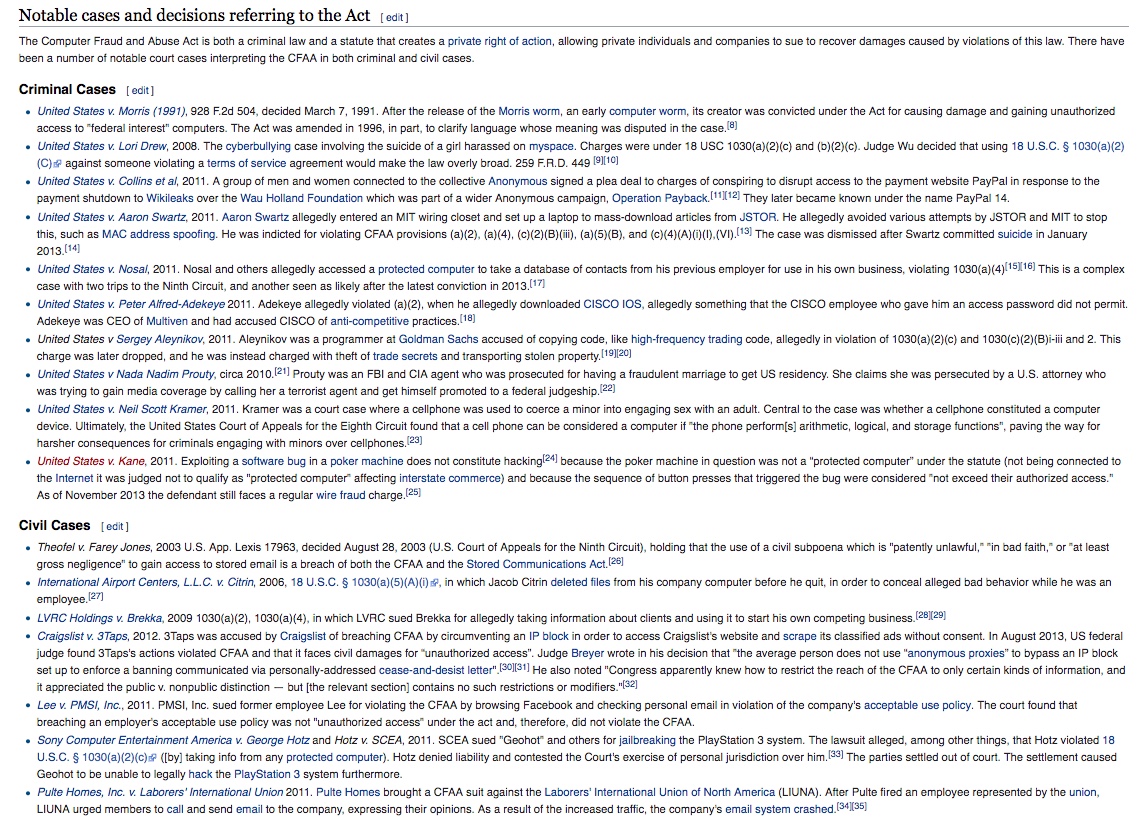 Notable cases and decisions referring to the Act [ edit ]
The Computer Fraud and Abuse Act is both a criminal law and a statute that creates a private right of action, allowing private individuals and companies to sue to recover damages caused by violations of this law. There have
been a number of notable court cases interpreting the CFAA in both criminal and civil cases.
Criminal Cases [ edit ]
• United States v. Morris (1991), 928 F.2d 504, decided March 7, 1991. After the release of the Morris worm, an early computer worm, its creator was convicted under the Act for causing damage and gaining unauthorized
access to "federal interest" computers. The Act was amended in 1996, in part, to clarify language whose meaning was disputed in the case.[8]
• United States v. Lori Drew, 2008. The cyberbullying case involving the suicide of a girl harassed on myspace. Charges were under 18 USC 1030(a)(2)(c) and (b)(2)(c). Judge Wu decided that using 18 U.S.C. § 1030(a)(2)
(C) against someone violating a terms of service agreement would make the law overly broad. 259 F.R.D. 449 [9][10]
• United States v. Collins et al, 2011. A group of men and women connected to the collective Anonymous signed a plea deal to charges of conspiring to disrupt access to the payment website PayPal in response to the
payment shutdown to Wikileaks over the Wau Holland Foundation which was part of a wider Anonymous campaign, Operation Payback.[11][12] They later became known under the name PayPal 14.
• United States v. Aaron Swartz, 2011. Aaron Swartz allegedly entered an MIT wiring closet and set up a laptop to mass-download articles from JSTOR. He allegedly avoided various attempts by JSTOR and MIT to stop
this, such as MAC address spoofing. He was indicted for violating CFAA provisions (a)(2), (a)(4), (c)(2)(B)(iii), (a)(5)(B), and (c)(4)(A)(i)(I),(VI).[13] The case was dismissed after Swartz committed suicide in January
2013.[14]
• United States v. Nosal, 2011. Nosal and others allegedly accessed a protected computer to take a database of contacts from his previous employer for use in his own business, violating 1030(a)(4)[15][16] This is a complex
case with two trips to the Ninth Circuit, and another seen as likely after the latest conviction in 2013.[17]
• United States v. Peter Alfred-Adekeye 2011. Adekeye allegedly violated (a)(2), when he allegedly downloaded CISCO IOS, allegedly something that the CISCO employee who gave him an access password did not permit.
Adekeye was CEO of Multiven and had accused CISCO of anti-competitive practices.[18]
• United States v Sergey Aleynikov, 2011. Aleynikov was a programmer at Goldman Sachs accused of copying code, like high-frequency trading code, allegedly in violation of 1030(a)(2)(c) and 1030(c)(2)(B)i-iii and 2. This
charge was later dropped, and he was instead charged with theft of trade secrets and transporting stolen property.[19][20]
• United States v Nada Nadim Prouty, circa 2010.[21] Prouty was an FBI and CIA agent who was prosecuted for having a fraudulent marriage to get US residency. She claims she was persecuted by a U.S. attorney who
was trying to gain media coverage by calling her a terrorist agent and get himself promoted to a federal judgeship.[22]
• United States v. Neil Scott Kramer, 2011. Kramer was a court case where a cellphone was used to coerce a minor into engaging sex with an adult. Central to the case was whether a cellphone constituted a computer
device. Ultimately, the United States Court of Appeals for the Eighth Circuit found that a cell phone can be considered a computer if "the phone perform[s] arithmetic, logical, and storage functions", paving the way for
harsher consequences for criminals engaging with minors over cellphones.[23]
• United States v. Kane, 2011. Exploiting a software bug in a poker machine does not constitute hacking[24] because the poker machine in question was not a "protected computer" under the statute (not being connected to
the Internet it was judged not to qualify as "protected computer" affecting interstate commerce) and because the sequence of button presses that triggered the bug were considered "not exceed their authorized access."
As of November 2013 the defendant still faces a regular wire fraud charge.[25]
Civil Cases [ edit ]
• Theofel v. Farey Jones, 2003 U.S. App. Lexis 17963, decided August 28, 2003 (U.S. Court of Appeals for the Ninth Circuit), holding that the use of a civil subpoena which is "patently unlawful," "in bad faith," or "at least
gross negligence" to gain access to stored email is a breach of both the CFAA and the Stored Communications Act.[26]
• International Airport Centers, L.L.C. v. Citrin, 2006, 18 U.S.C. § 1030(a)(5)(A)(i), in which Jacob Citrin deleted files from his company computer before he quit, in order to conceal alleged bad behavior while he was an
employee.[27]
• LVRC Holdings v. Brekka, 2009 1030(a)(2), 1030(a)(4), in which LVRC sued Brekka for allegedly taking information about clients and using it to start his own competing business.[28][29]
• Craigslist v. 3Taps, 2012. 3Taps was accused by Craigslist of breaching CFAA by circumventing an IP block in order to access Craigslist's website and scrape its classified ads without consent. In August 2013, US federal
judge found 3Taps's actions violated CFAA and that it faces civil damages for "unauthorized access". Judge Breyer wrote in his decision that "the average person does not use "anonymous proxies" to bypass an IP block
set up to enforce a banning communicated via personally-addressed cease-and-desist letter".[30][31] He also noted "Congress apparently knew how to restrict the reach of the CFAA to only certain kinds of information, and
it appreciated the public v. nonpublic distinction — but [the relevant section] contains no such restrictions or modifiers."[32]
• Lee v. PMSI, Inc., 2011. PMSI, Inc. sued former employee Lee for violating the CFAA by browsing Facebook and checking personal email in violation of the company's acceptable use policy. The court found that
breaching an employer's acceptable use policy was not "unauthorized access" under the act and, therefore, did not violate the CFAA.
• Sony Computer Entertainment America v. George Hotz and Hotz v. SCEA, 2011. SCEA sued "Geohot" and others for jailbreaking the PlayStation 3 system. The lawsuit alleged, among other things, that Hotz violated 18
U.S.C. § 1030(a)(2)(c) ([by] taking info from any protected computer). Hotz denied liability and contested the Court's exercise of personal jurisdiction over him.[33] The parties settled out of court. The settlement caused
Geohot to be unable to legally hack the PlayStation 3 system furthermore.
• Pulte Homes, Inc. v. Laborers' International Union 2011. Pulte Homes brought a CFAA suit against the Laborers' International Union of North America (LIUNA). After Pulte fired an employee represented by the union,
LIUNA urged members to call and send email to the company, expressing their opinions. As a result of the increased traffic, the company's email system crashed.[34][35]